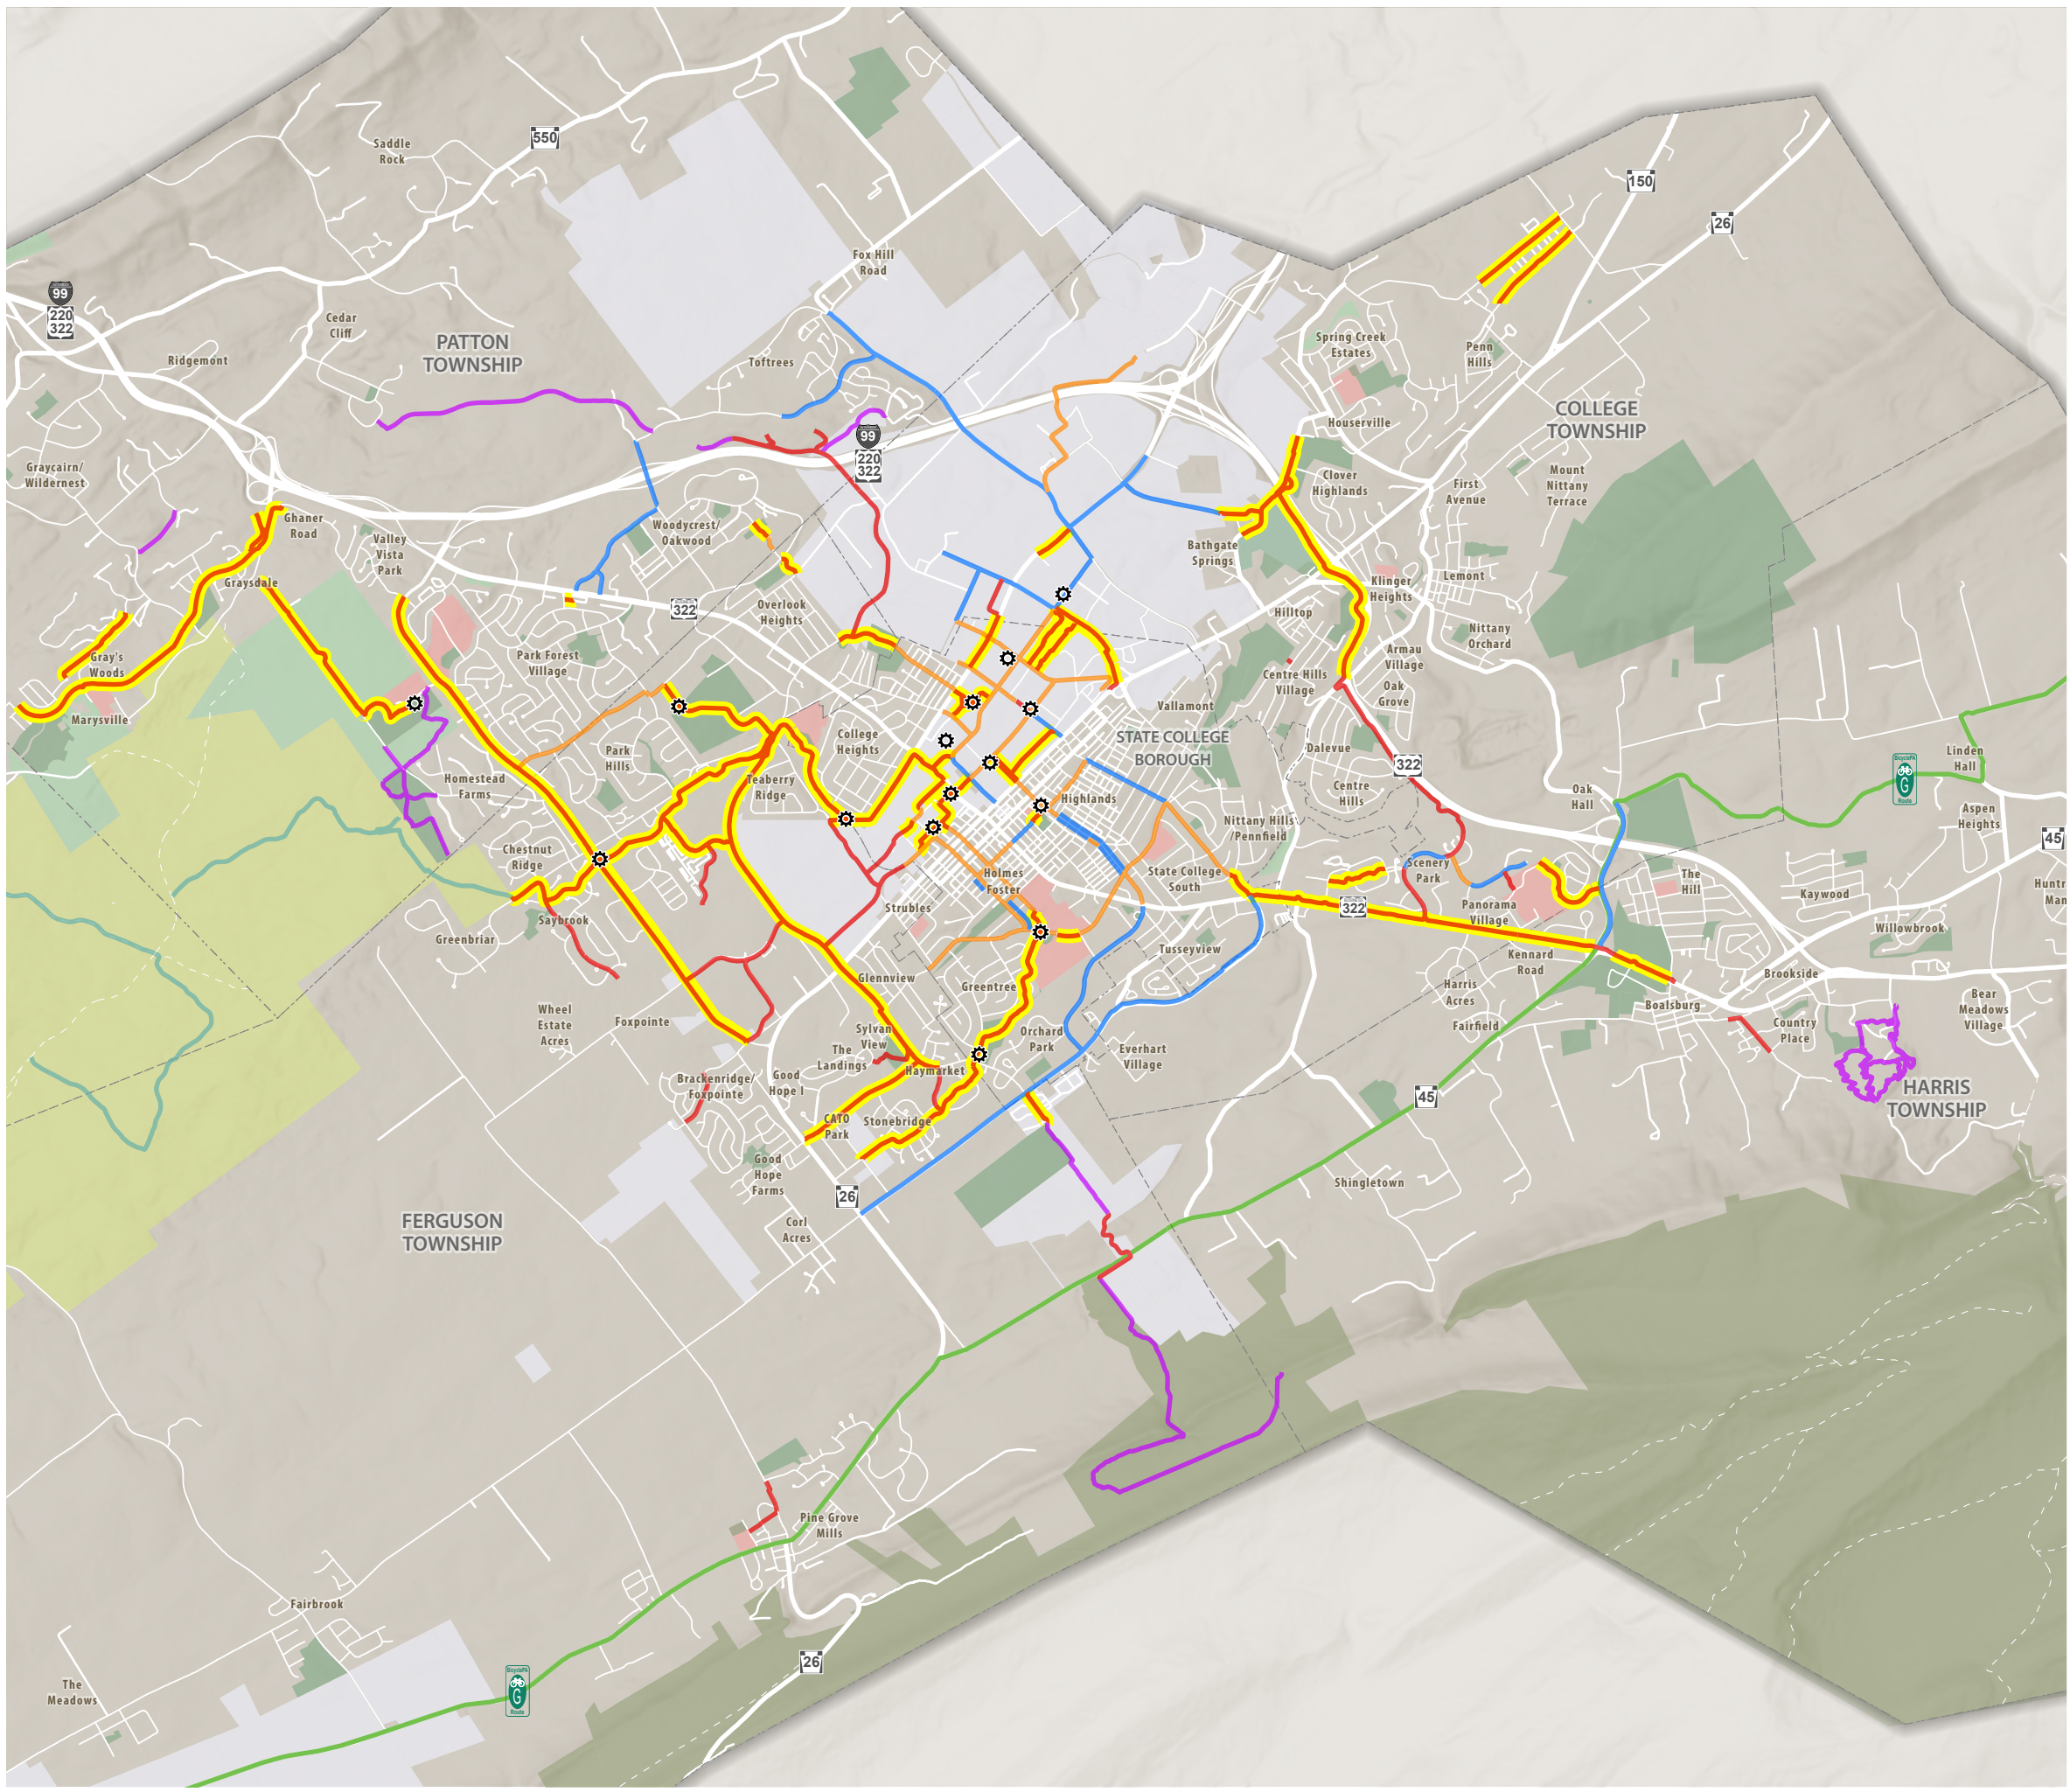 Saddle
Rock
550
150
26
Fox Hill
Road
99
220
322
Cedar
Cliff
Ridgemont
PATTON
TOWNSHIP
Toftrees
Spring Creek
Estates
Penn
Hills
COLLEGE
TOWNSHIP
Houserville
99
220
322
Graycairn/
Wildernest
Clover
Highlands
First
Avenue
Mount
Nittany
Terrace
Ghaner
Road
Woodycrest/
Oakwood
Valley
Vista
Park
Bathgate
Springs
Graysdale
Klinger
Heights
Lemont
322
Overlook
Heights
Hilltop
Nittany
Orchard
Gray's
Woods
Park Forest
Village
Armau
Village
Centre Hills
Village
Oak
Grove
Marysville
Vallamont
College
Heights
STATE COLLEGE
BOROUGH
Dalevue
Park
Hills
322
Linden
Hall
BicyclePA
G
Route
Homestead
Farms
Teaberry
Ridge
Centre
Hills
Oak
Hall
Highlands
Aspen
Heights
Nittany Hills
/Pennfield
45
Chestnut
Ridge
Scenery
Park
Holmes
Foster
State College
South
The
Hill
Kaywood
Huntr
Man
Strubles
322
Panorama
Village
Saybrook
Willowbrook
Greenbriar
Tusseyview
Kennard
Road
Glennview
Brookside
Greentree
Harris
Acres
Boalsburg
Bear
Meadows
Village
Wheel
Estate
Acres
Foxpointe
Sylvan
View
Orchard
Park
Fairfield
Country
Place
The
Landings
Everhart
Village
Haymarket
Brackenridge/
Foxpointe
Good
Hope I
HARRIS
TOWNSHIP
45
CATO
Park
Stonebridge
Good
Hope
Farms
Shingletown
26
FERGUSON
TOWNSHIP
Corl
Acres
Pine Grove
Mills
Fairbrook
26
BicyclePA
G
Route
The
Meadows